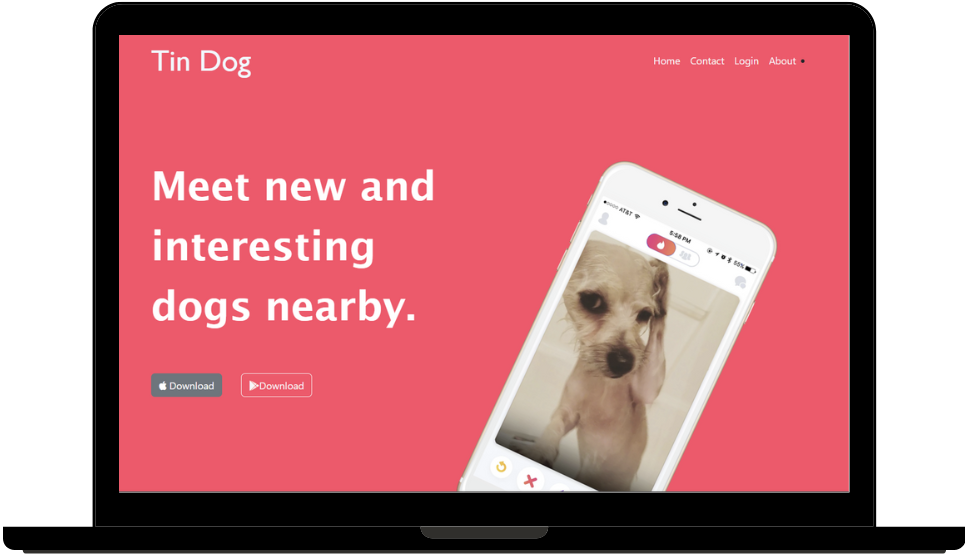 Tin Dog
Home Contact Login About
Meet new and
interesting
dogs nearby.
Download Download
AT&T 5:58 PM 55%